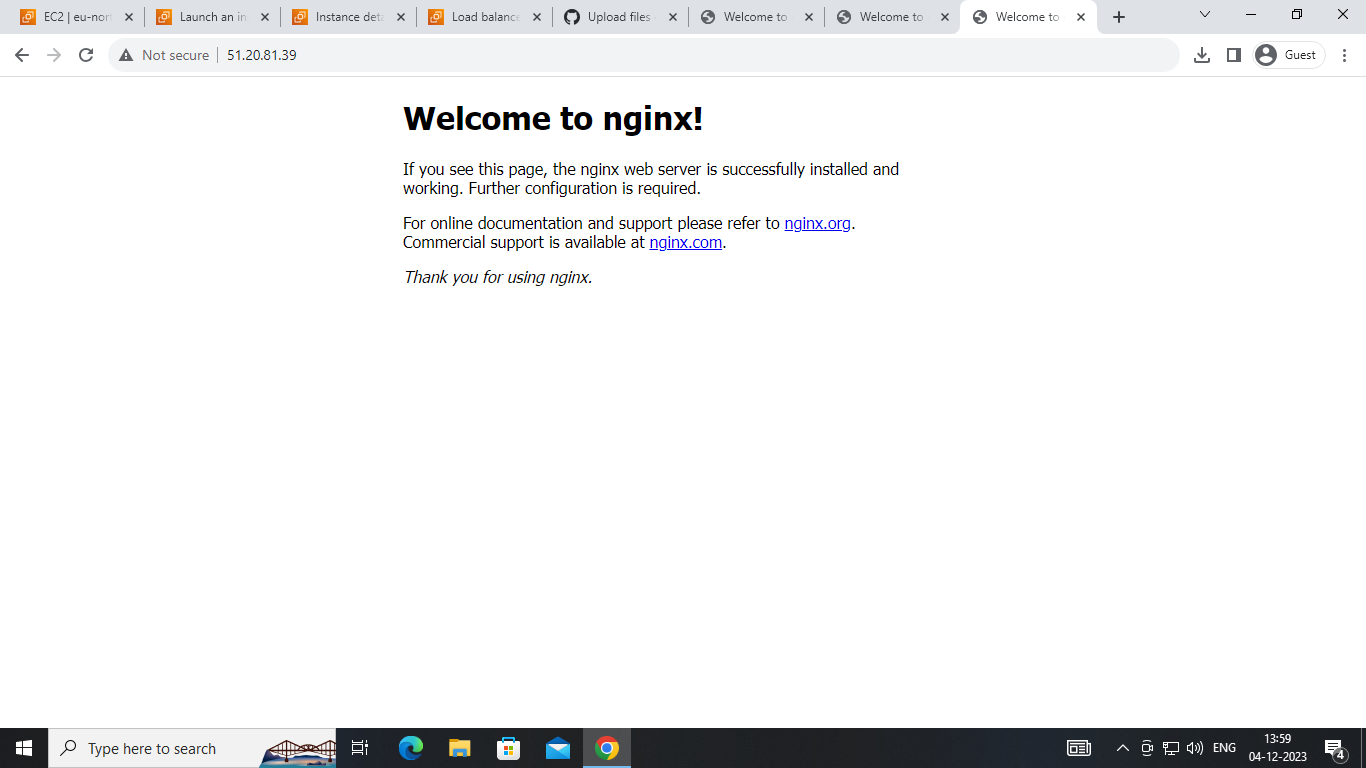 EC2 | eu-nor
Launch an in
Instance deta
Load balance
Upload files
Welcome to
Welcome to
Welcome to
Not secure
51.20.81.39
Guest
Welcome to nginx!
If you see this page, the nginx web server is successfully installed and
working. Further configuration is required.
For online documentation and support please refer to nginx.org.
Commercial support is available at nginx.com.
Thank you for using nginx.
Type here to search
ENG
13:59
04-12-2023
4